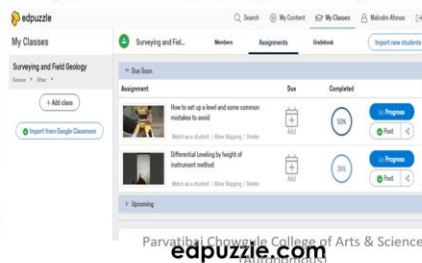 edpuzzle
Search
My Content
My Classes
Malcolm Afonso
My Classes
Surveying and Fiel...
Members
Assignments
Gradebook
Import new students
Surveying and Field Geology
Science
Other
+ Add class
Import from Google Classroom
Due Soon
Assignment
Due
Completed
How to set up a level and some common mistakes to avoid
Watch as a student | Allow Skipping | Delete
Add
50%
Progress
Post
Differential Leveling by height of instrument method
Watch as a student | Allow Skipping | Delete
Add
Progress
Post
Upcoming
Parvatibai Chowgule College of Arts & Science
(Autonomous)
edpuzzle.com